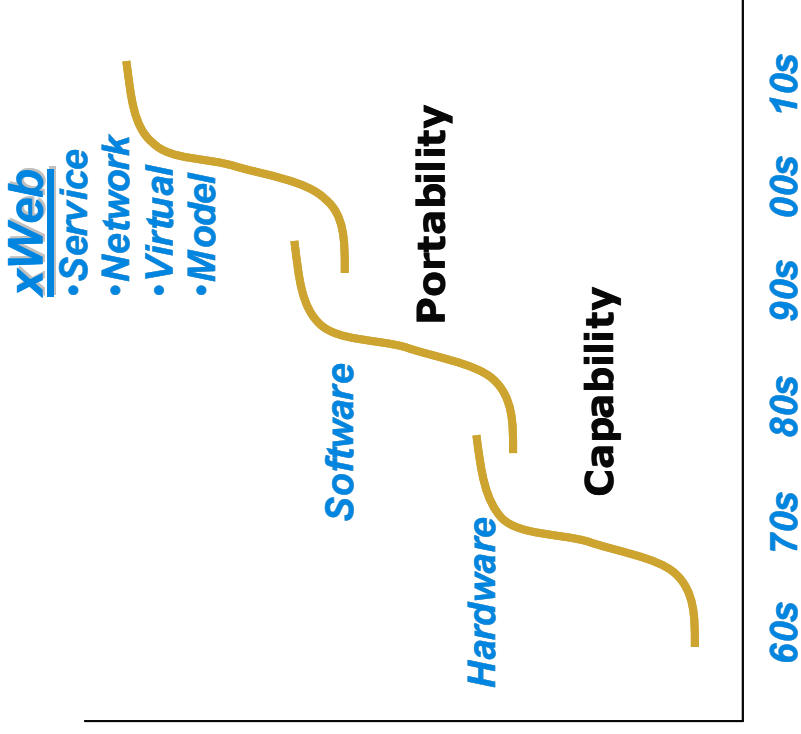 xWeb
•Service
•Network
•Virtual
•Model
Software
Portability
Hardware
Capability
60s 70s 80s 90s 00s 10s